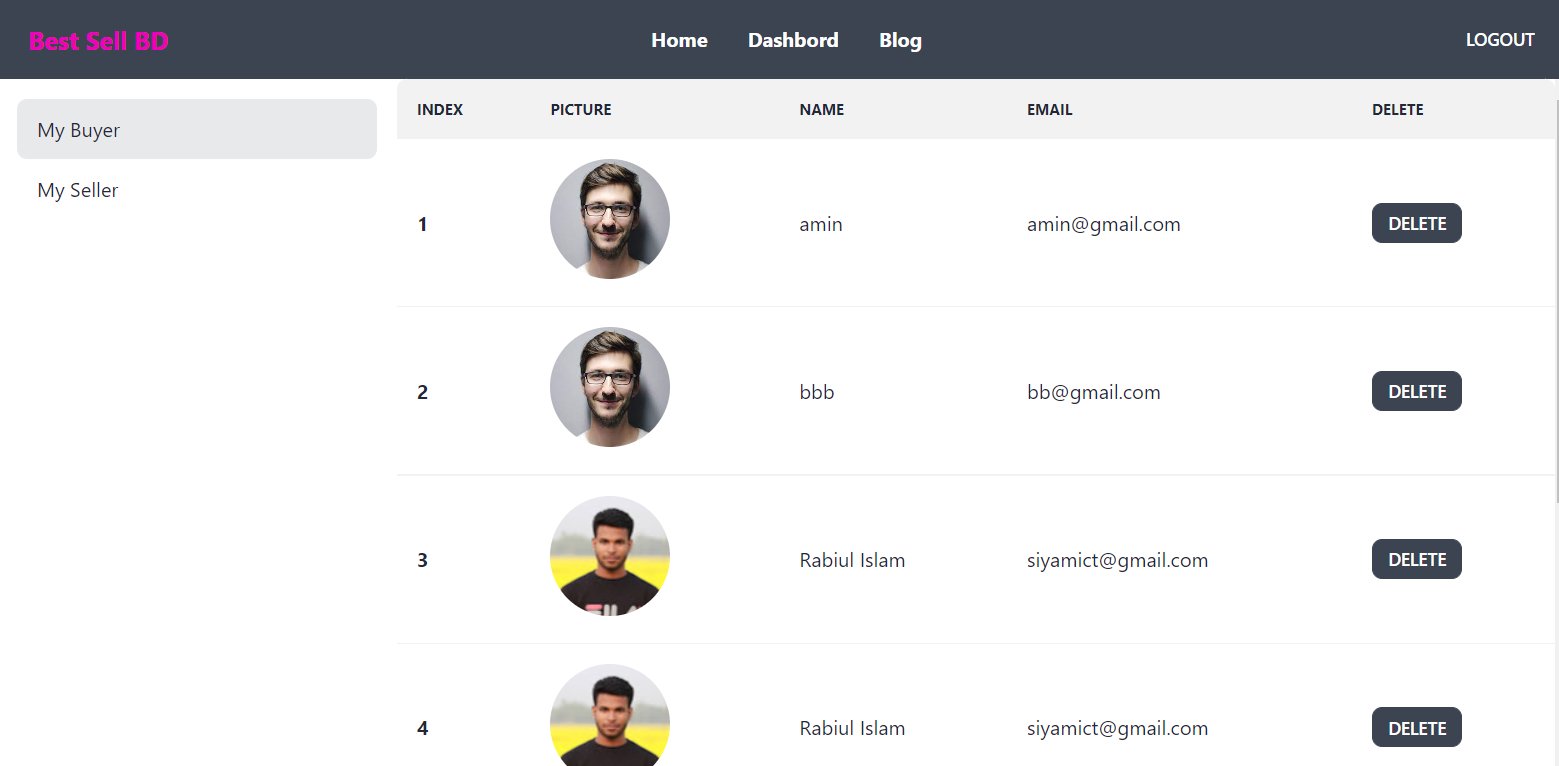 Best Sell BD Home Dashbord Blog LOGOUT
My Buyer
My Seller
INDEX PICTURE NAME EMAIL DELETE
1 amin amin@gmail.com DELETE
2 bbb bb@gmail.com DELETE
3 Rabiul Islam siyamict@gmail.com DELETE
4 Rabiul Islam siyamict@gmail.com DELETE